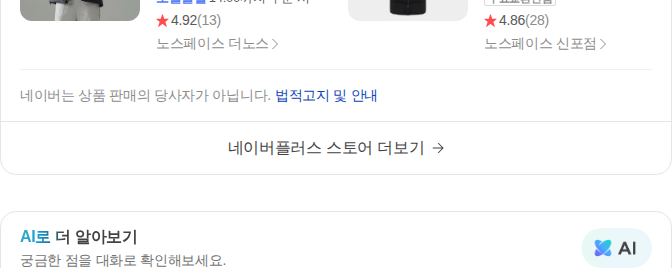 4.92(13)
노스페이스 더노스
4.86(28)
노스페이스 신포점
네이버는 상품 판매의 당사자가 아닙니다. 법적고지 및 안내
네이버플러스 스토어 더보기
AI로 더 알아보기
궁금한 점을 대화로 확인해보세요.
AI